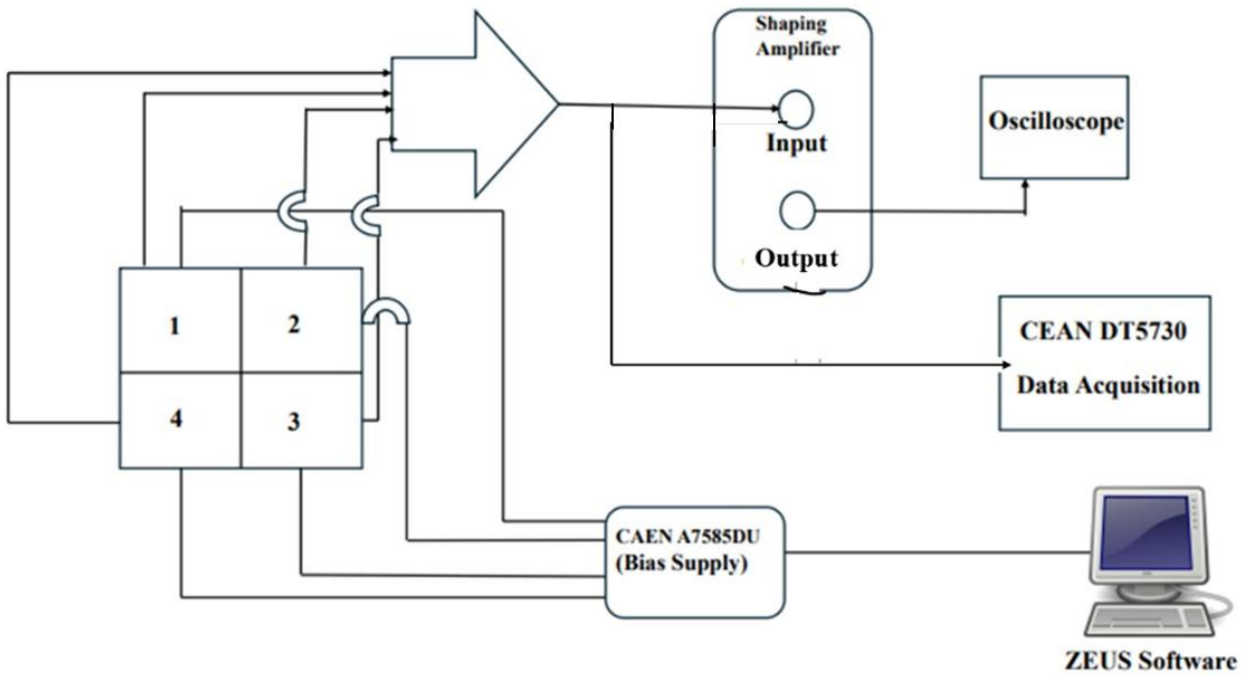 Shaping
Amplifier
Input
Output
Oscilloscope
1
2
4
3
CEAN DT5730
Data Acquisition
CAEN A7585DU
(Bias Supply)
ZEUS Software